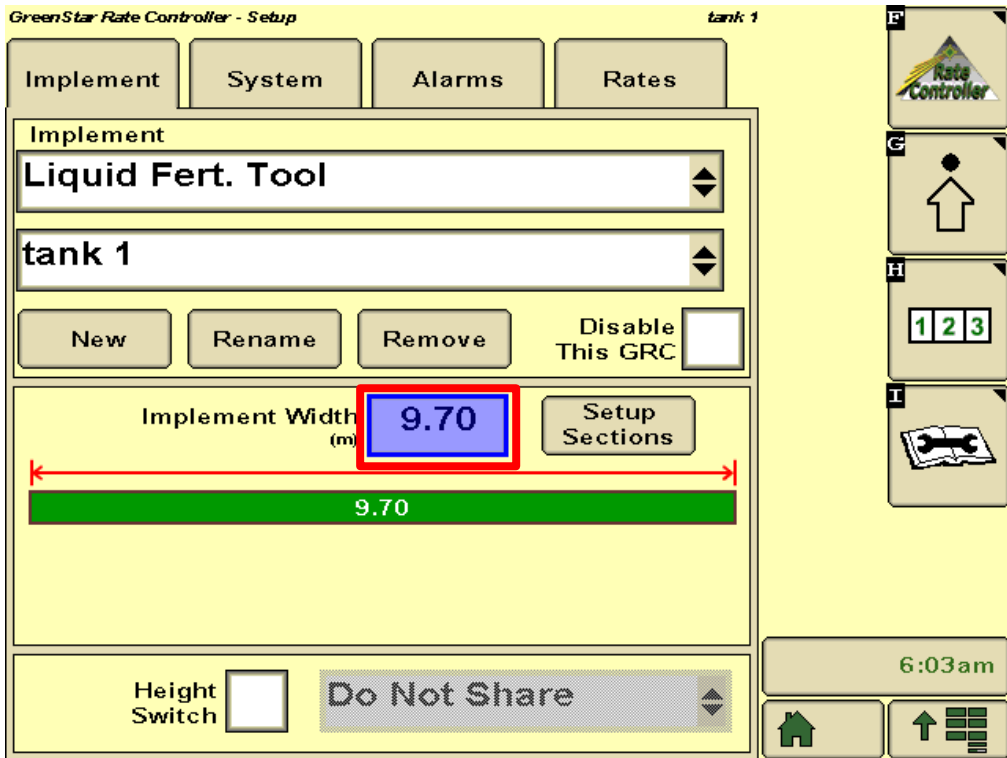 GreenStar Rate Controller - Setup
tank 1
F
Implement
System
Alarms
Rates
Rate
Controller
Implement
Liquid Fert. Tool
G
tank 1
H
New
Rename
Remove
Disable
This GRC
1 2 3
Implement Width
(m)
9.70
Setup
Sections
I
9.70
Height
Switch
Do Not Share
6:03am